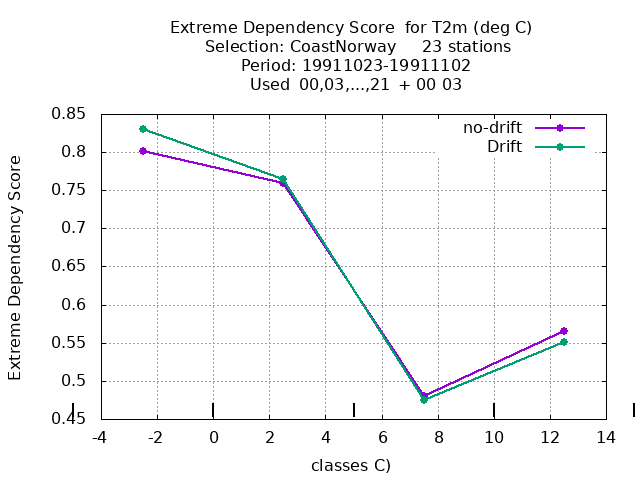 Extreme Dependency Score  for T2m (deg C)
Selection: CoastNorway     23 stations
Period: 19911023-19911102
Used  00,03,...,21  + 00 03
no-drift
Drift
Extreme Dependency Score
0.85
0.8
0.75
0.7
0.65
0.6
0.55
0.5
0.45
-4 -2 0 2 4 6 8 10 12 14
classes C)